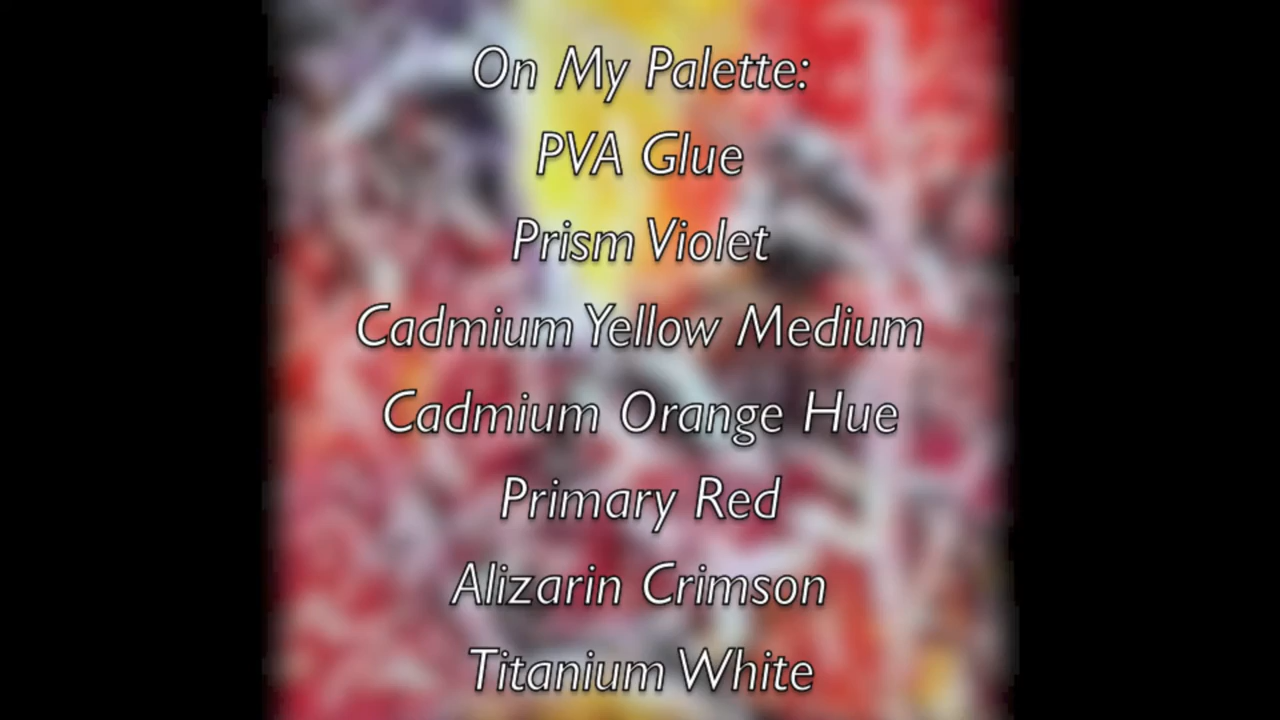 On My Palette:
PVA Glue
Prism Violet
Cadmium Yellow Medium
Cadmium Orange Hue
Primary Red
Alizarin Crimson
Titanium White